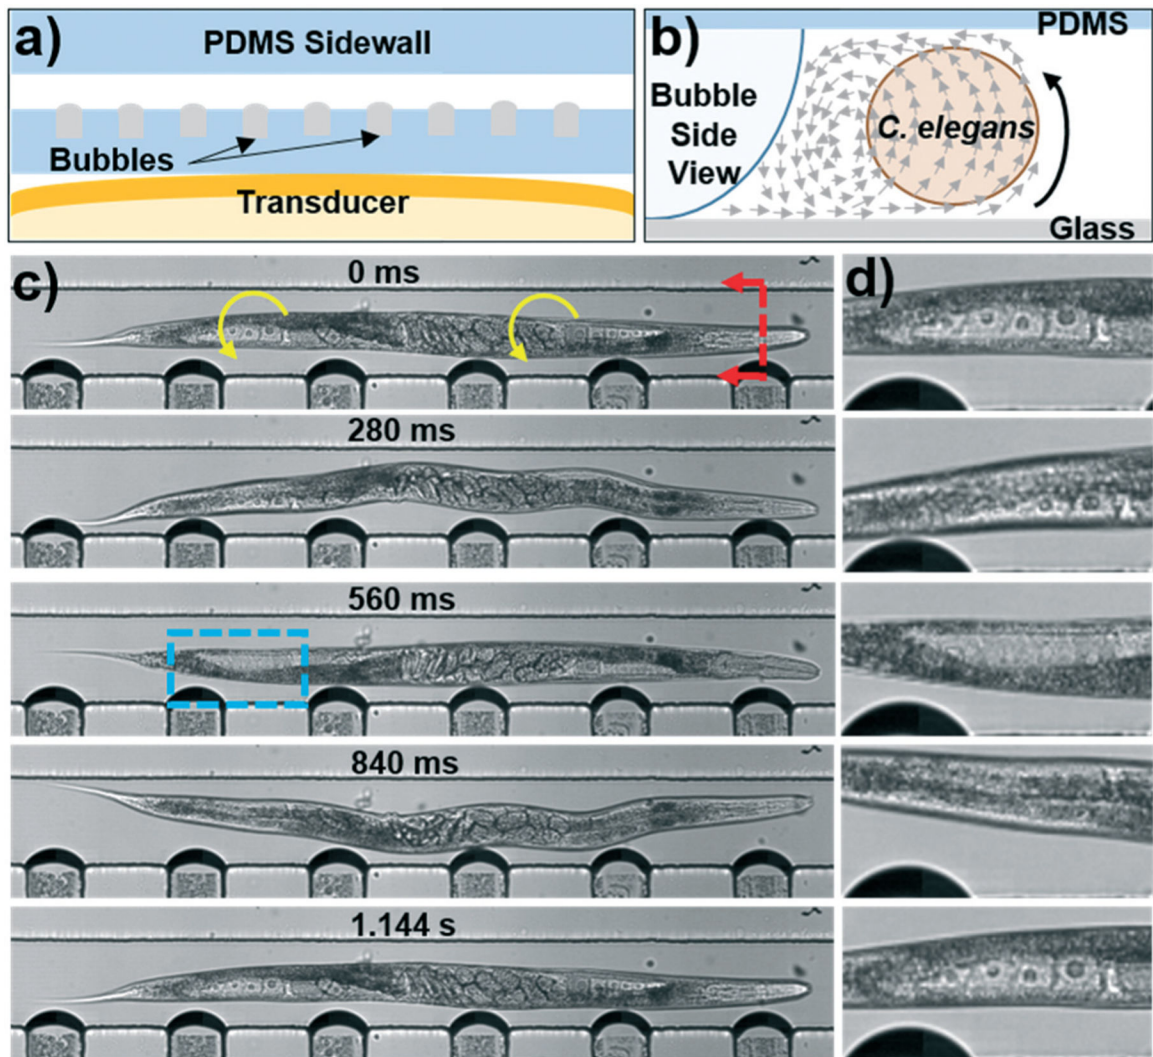 a)
PDMS Sidewall
Bubbles
Transducer
b)
PDMS
Bubble
Side
View
C. elegans
Glass
c)
0 ms
280 ms
560 ms
840 ms
1.144 s
d)